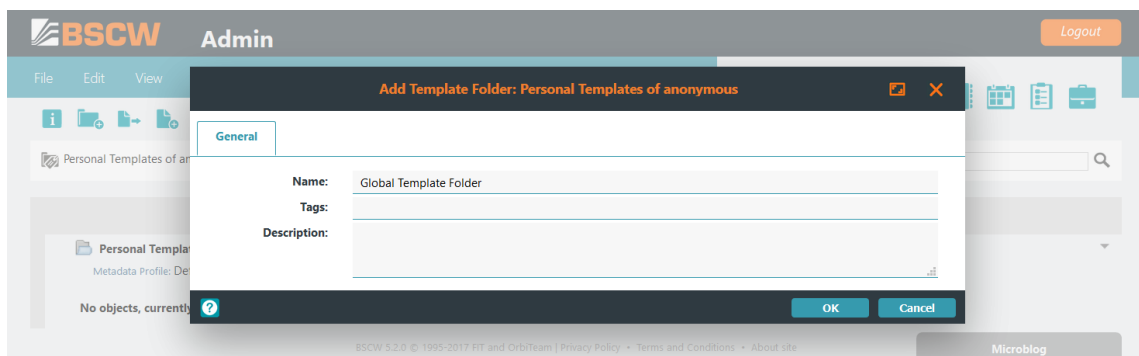 BSCW Admin Logout
File Edit View
Add Template Folder: Personal Templates of anonymous
General
Personal Templates of an
Name: Global Template Folder
Tags:
Description:
Personal Templa
Metadata Profile: De
No objects, currently
? OK Cancel
BSCW 5.2.0 © 1995-2017 FIT and OrbiTeam | Privacy Policy • Terms and Conditions • About site
Microblog